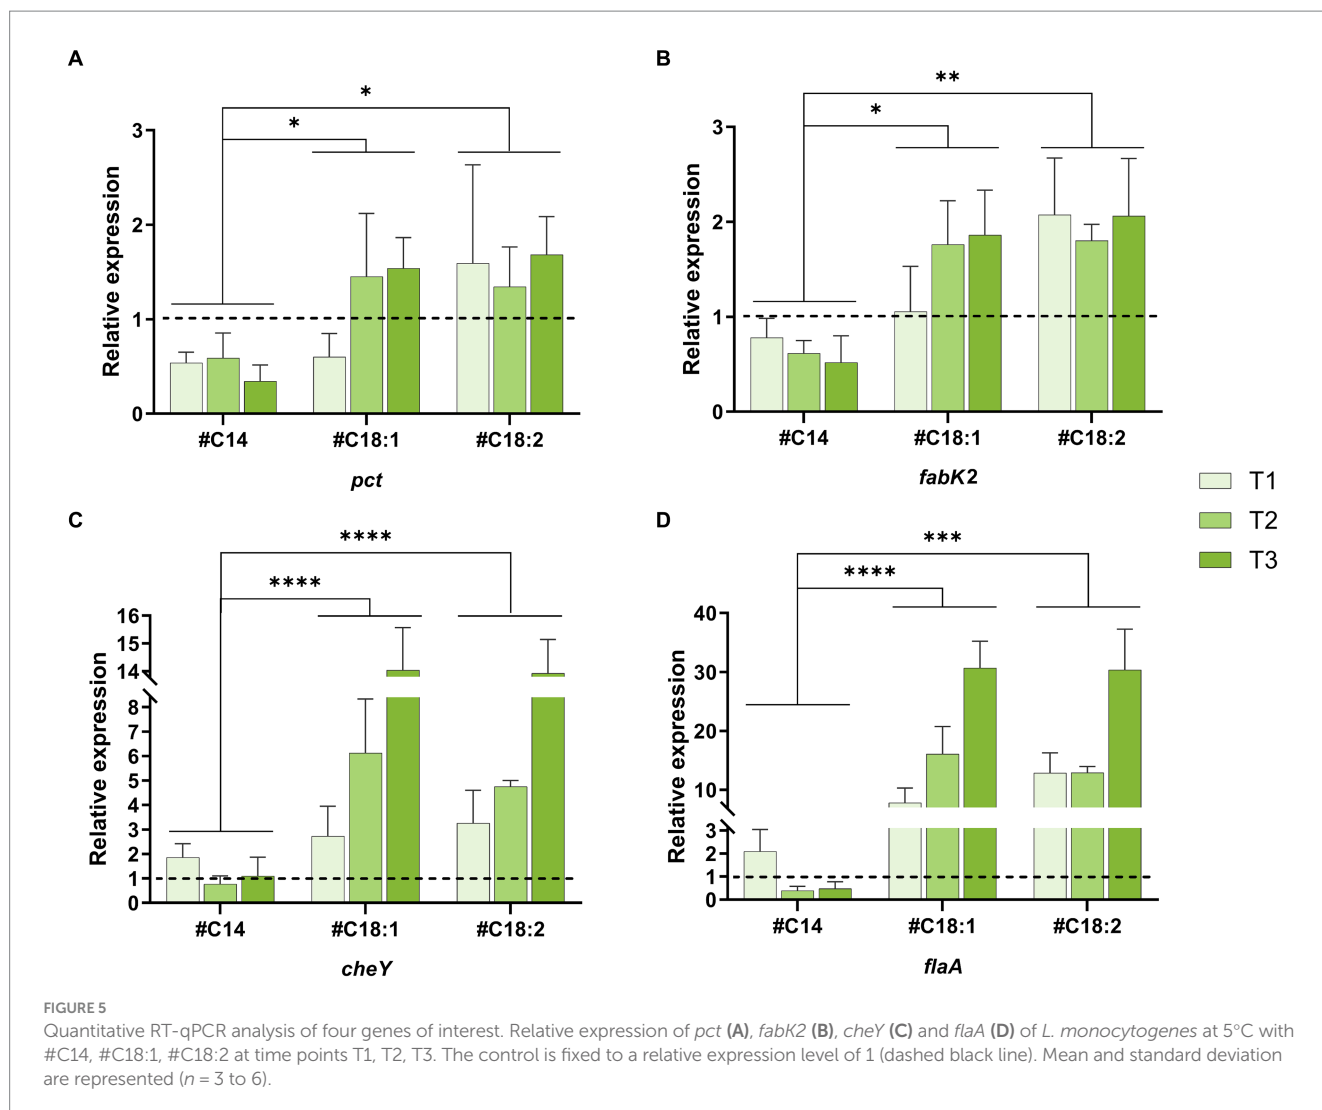 A
*
*
Relative expression
3
2
1
0
#C14 #C18:1 #C18:2
pct
B
**
*
Relative expression
3
2
1
0
#C14 #C18:1 #C18:2
fabK2
T1
T2
T3
C
****
****
Relative expression
16
15
14
8
7
6
5
4
3
2
1
0
#C14 #C18:1 #C18:2
cheY
D
***
****
Relative expression
40
30
20
10
3
2
1
0
#C14 #C18:1 #C18:2
flaA
FIGURE 5
Quantitative RT-qPCR analysis of four genes of interest. Relative expression of pct (A), fabK2 (B), cheY (C) and flaA (D) of L. monocytogenes at 5°C with
#C14, #C18:1, #C18:2 at time points T1, T2, T3. The control is fixed to a relative expression level of 1 (dashed black line). Mean and standard deviation
are represented (n = 3 to 6).